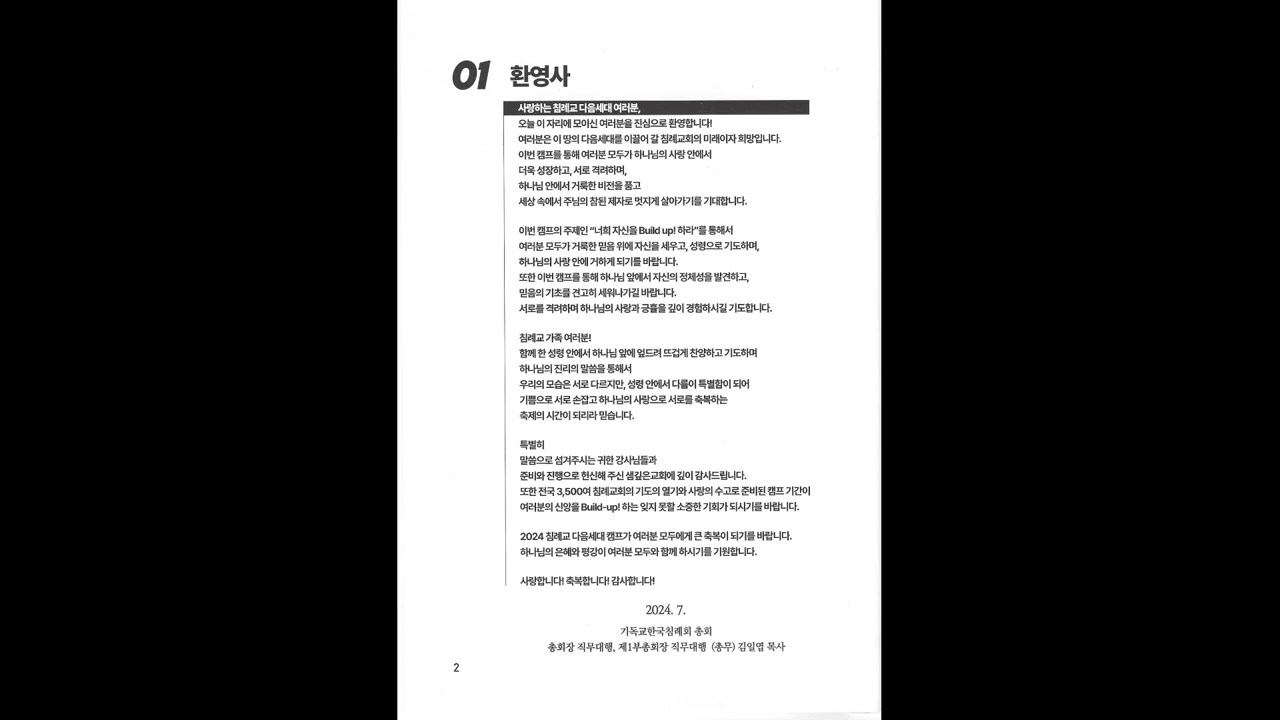 01 환영사
사랑하는 침례교 다음세대 여러분,
오늘 이 자리에 모이신 여러분을 진심으로 환영합니다!
여러분은 이 땅의 다음세대를 이끌어 갈 침례교회의 미래이자 희망입니다.
이번 캠프를 통해 여러분 모두가 하나님의 사랑 안에서
더욱 성장하고, 서로 격려하며,
하나님 안에서 거룩한 비전을 품고
세상 속에서 주님의 참된 제자로 멋지게 살아가기를 기대합니다.
이번 캠프의 주제인 “너희 자신을 Build up! 하라”를 통해서
여러분 모두가 거룩한 믿음 위에 자신을 세우고, 성령으로 기도하며,
하나님의 사랑 안에 거하게 되기를 바랍니다.
또한 이번 캠프를 통해 하나님 앞에서 자신의 정체성을 발견하고,
믿음의 기초를 견고히 세워나가길 바랍니다.
서로를 격려하며 하나님의 사랑과 긍휼을 깊이 경험하시길 기도합니다.
침례교 가족 여러분!
함께 한 성령 안에서 하나님 앞에 엎드려 뜨겁게 찬양하고 기도하며
하나님의 진리의 말씀을 통해서
우리의 모습은 서로 다르지만, 성령 안에서 다름이 특별함이 되어
기쁨으로 서로 손잡고 하나님의 사랑으로 서로를 축복하는
축제의 시간이 되리라 믿습니다.
특별히
말씀으로 섬겨주시는 귀한 강사님들과
준비와 진행으로 헌신해 주신 샘깊은교회에 깊이 감사드립니다.
또한 전국 3,500여 침례교회의 기도의 열기와 사랑의 수고로 준비된 캠프 기간이
여러분의 신앙을 Build-up! 하는 잊지 못할 소중한 기회가 되시기를 바랍니다.
2024 침례교 다음세대 캠프가 여러분 모두에게 큰 축복이 되기를 바랍니다.
하나님의 은혜와 평강이 여러분 모두와 함께 하시기를 기원합니다.
사랑합니다! 축복합니다! 감사합니다!
2024. 7.
기독교한국침례회 총회
총회장 직무대행, 제1부총회장 직무대행 (총무) 김일엽 목사
2